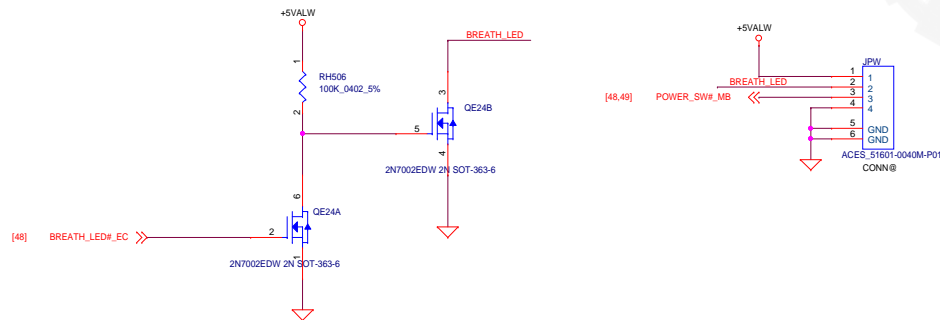 +5VALW
BREATH_LED
1
RH506
100K_0402_5%
2
3
QE24B
5
4
2N7002EDW 2N SOT-363-6
6
QE24A
[48] BREATH_LED#_EC
2
1
2N7002EDW 2N SOT-363-6
+5VALW
JPW
1 1
BREATH_LED 2 2
[48,49] POWER_SW#_MB 3 3
4 4
5 GND
6 GND
ACES_51601-0040M-P01
CONN@